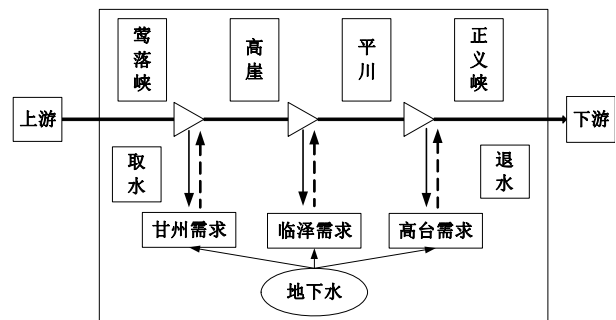 莺落峡
高崖
平川
正义峡
上游
下游
取水
退水
甘州需求
临泽需求
高台需求
地下水